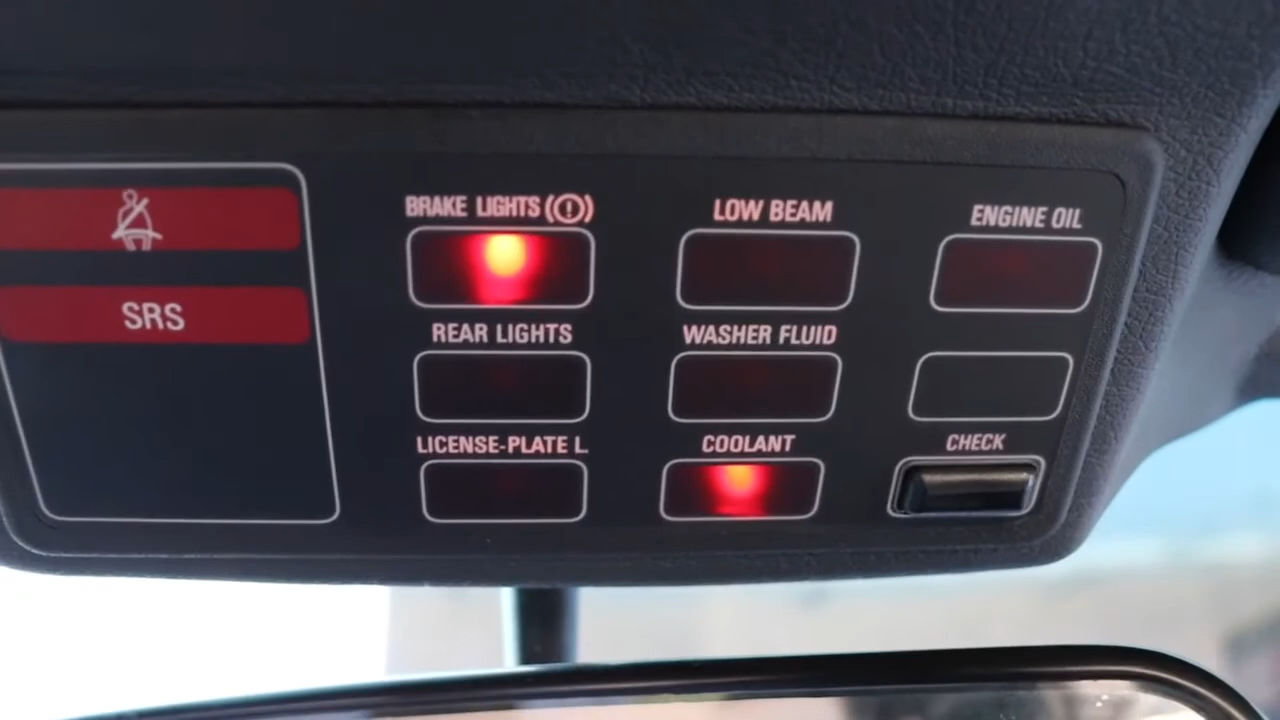 SRS
BRAKE LIGHTS (!)
LOW BEAM
ENGINE OIL
REAR LIGHTS
WASHER FLUID
LICENSE-PLATE L.
COOLANT
CHECK